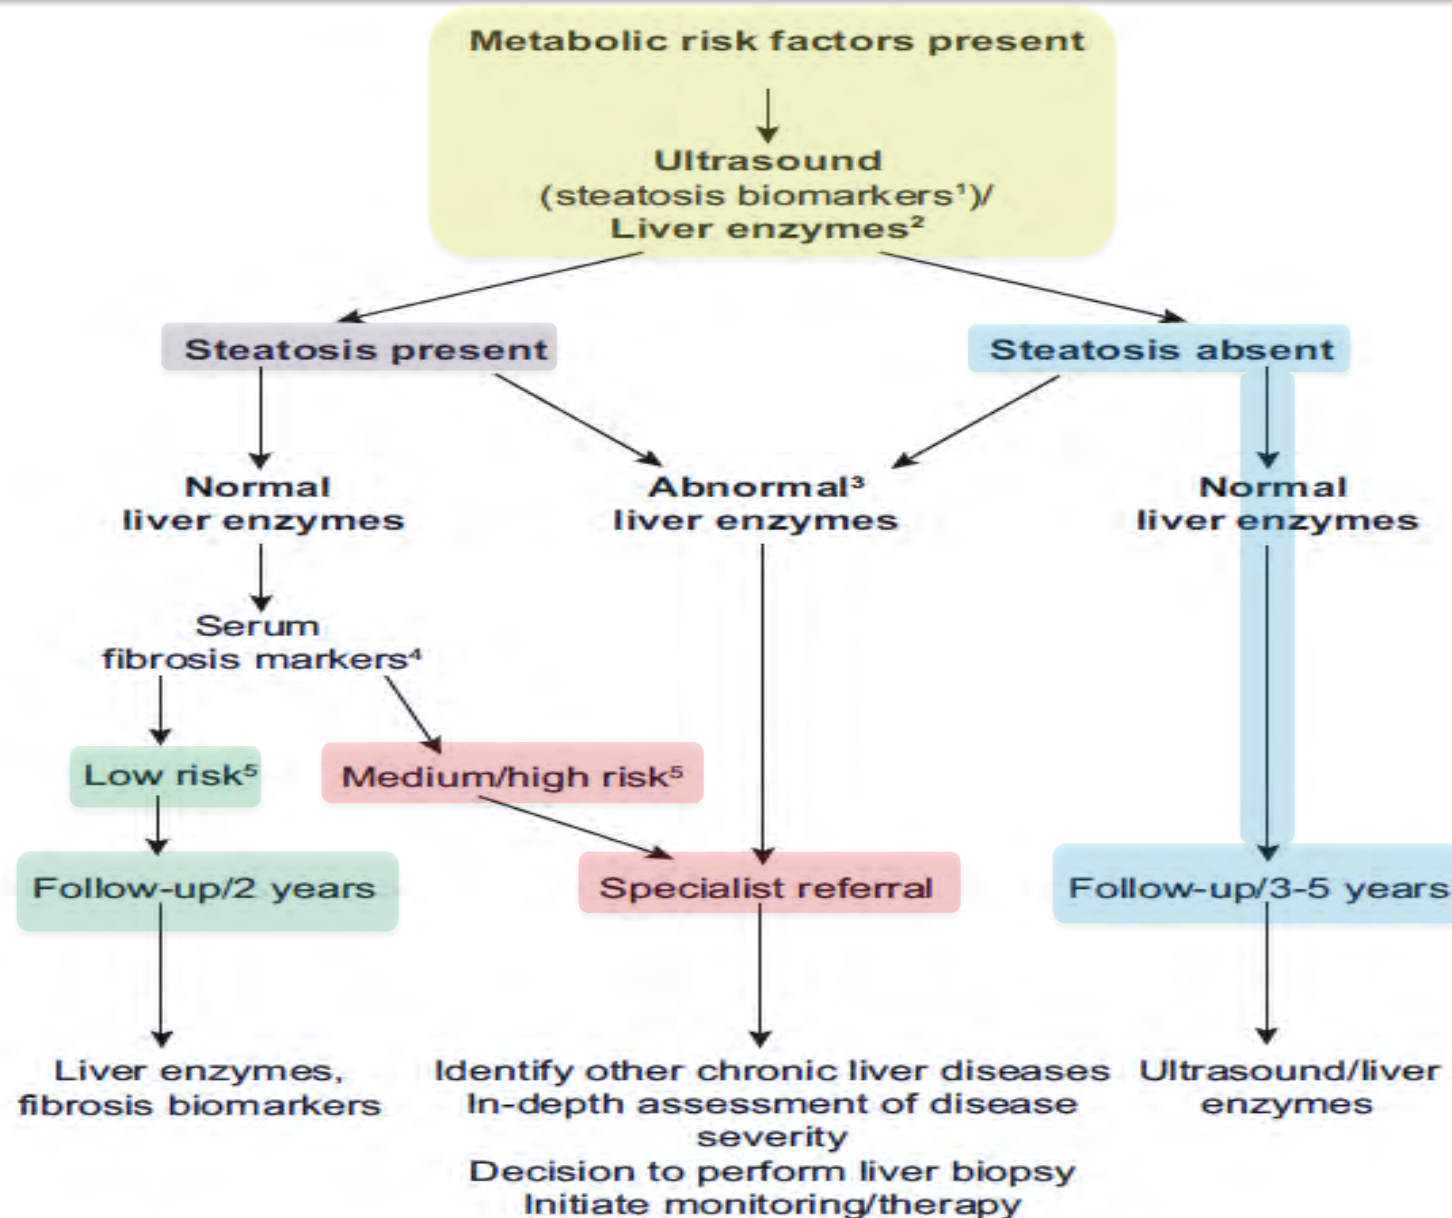 Metabolic risk factors present
Ultrasound
(steatosis biomarkers¹)/
Liver enzymes²
Steatosis present
Steatosis absent
Normal
liver enzymes
Abnormal³
liver enzymes
Normal
liver enzymes
Serum
fibrosis markers⁴
Low risk⁵
Medium/high risk⁵
Follow-up/2 years
Specialist referral
Follow-up/3-5 years
Liver enzymes,
fibrosis biomarkers
Identify other chronic liver diseases
In-depth assessment of disease
severity
Decision to perform liver biopsy
Initiate monitoring/therapy
Ultrasound/liver
enzymes